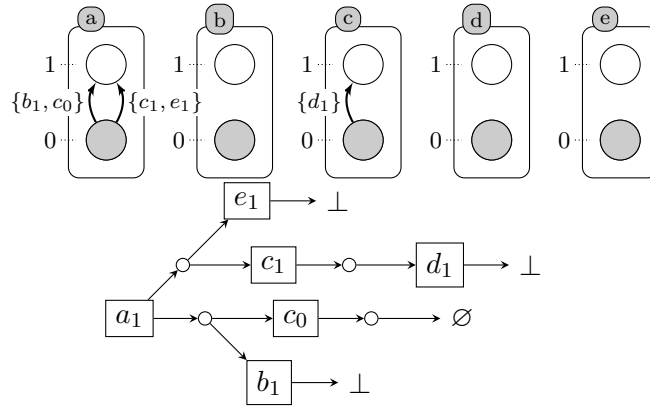 a b c d e
1 1 1 1 1
{b₁, c₀} {c₁, e₁} {d₁}
0 0 0 0 0
e₁ ⊥
c₁ d₁ ⊥
a₁ c₀ ∅
b₁ ⊥